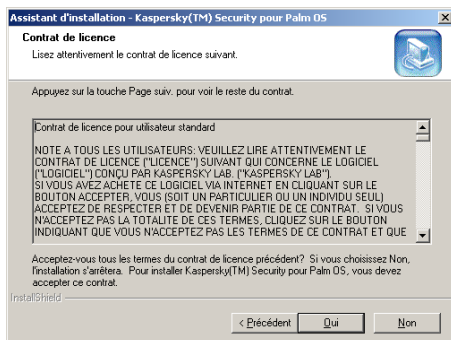 Assistant d'installation - Kaspersky(TM) Security pour Palm OS
Contrat de licence
Lisez attentivement le contrat de licence suivant.
Appuyez sur la touche Page suiv. pour voir le reste du contrat.
Contrat de licence pour utilisateur standard
NOTE A TOUS LES UTILISATEURS: VEUILLEZ LIRE ATTENTIVEMENT LE
CONTRAT DE LICENCE ("LICENCE") SUIVANT QUI CONCERNE LE LOGICIEL
("LOGICIEL") CONÇU PAR KASPERSKY LAB. ("KASPERSKY LAB").
SI VOUS AVEZ ACHETE CE LOGICIEL VIA INTERNET EN CLIQUANT SUR LE
BOUTON ACCEPTER, VOUS (SOIT UN PARTICULIER OU UN INDIVIDU SEUL)
ACCEPTEZ DE RESPECTER ET DE DEVENIR PARTIE DE CE CONTRAT. SI VOUS
N'ACCEPTEZ PAS LA TOTALITE DE CES TERMES, CLIQUEZ SUR LE BOUTON
INDIQUANT QUE VOUS N'ACCEPTEZ PAS LES TERMES DE CE CONTRAT ET QUE
Acceptez-vous tous les termes du contrat de licence précédent? Si vous choisissez Non,
l'installation s'arrêtera. Pour installer Kaspersky(TM) Security pour Palm OS, vous devez
accepter ce contrat.
InstallShield
< Précédent Oui Non